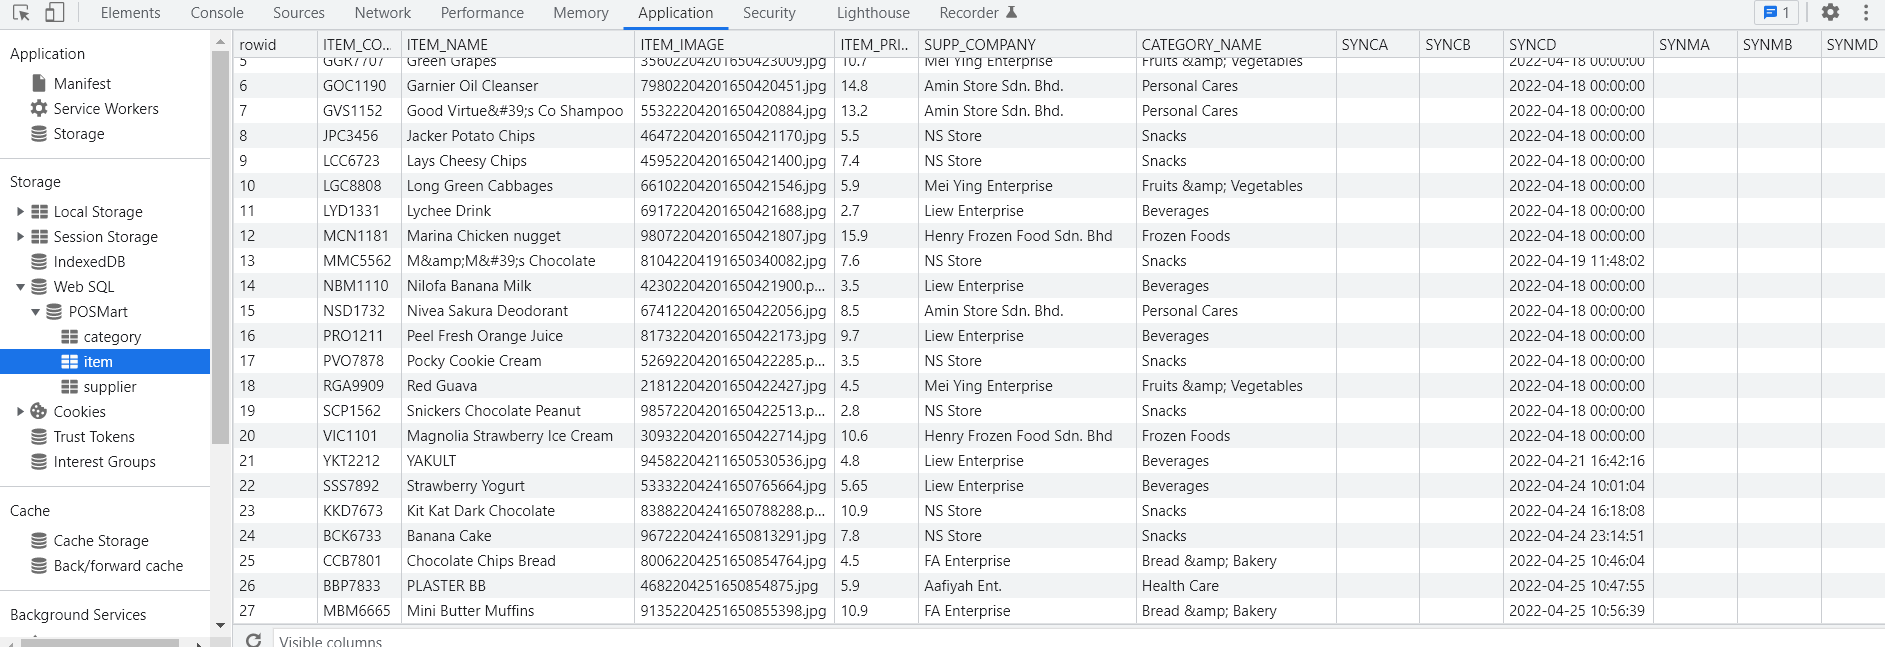 Elements Console Sources Network Performance Memory Application Security Lighthouse Recorder 1
Application
Manifest
Service Workers
Storage
Storage
Local Storage
Session Storage
IndexedDB
Web SQL
POSMart
category
item
supplier
Cookies
Trust Tokens
Interest Groups
Cache
Cache Storage
Back/forward cache
Background Services
rowid ITEM_CO... ITEM_NAME ITEM_IMAGE ITEM_PRI... SUPP_COMPANY CATEGORY_NAME SYNCA SYNCB SYNCD SYNMA SYNMB SYNMD
5 GGR7707 Green Grapes 35602204201650423009.jpg 10.7 Mei Ying Enterprise Fruits &amp; Vegetables 2022-04-18 00:00:00
6 GOC1190 Garnier Oil Cleanser 79802204201650420451.jpg 14.8 Amin Store Sdn. Bhd. Personal Cares 2022-04-18 00:00:00
7 GVS1152 Good Virtue&#39;s Co Shampoo 55322204201650420884.jpg 13.2 Amin Store Sdn. Bhd. Personal Cares 2022-04-18 00:00:00
8 JPC3456 Jacker Potato Chips 46472204201650421170.jpg 5.5 NS Store Snacks 2022-04-18 00:00:00
9 LCC6723 Lays Cheesy Chips 45952204201650421400.jpg 7.4 NS Store Snacks 2022-04-18 00:00:00
10 LGC8808 Long Green Cabbages 66102204201650421546.jpg 5.9 Mei Ying Enterprise Fruits &amp; Vegetables 2022-04-18 00:00:00
11 LYD1331 Lychee Drink 69172204201650421688.jpg 2.7 Liew Enterprise Beverages 2022-04-18 00:00:00
12 MCN1181 Marina Chicken nugget 98072204201650421807.jpg 15.9 Henry Frozen Food Sdn. Bhd Frozen Foods 2022-04-18 00:00:00
13 MMC5562 M&amp;M&#39;s Chocolate 81042204191650340082.jpg 7.6 NS Store Snacks 2022-04-19 11:48:02
14 NBM1110 Nilofa Banana Milk 42302204201650421900.p... 3.5 Liew Enterprise Beverages 2022-04-18 00:00:00
15 NSD1732 Nivea Sakura Deodorant 67412204201650422056.jpg 8.5 Amin Store Sdn. Bhd. Personal Cares 2022-04-18 00:00:00
16 PRO1211 Peel Fresh Orange Juice 81732204201650422173.jpg 9.7 Liew Enterprise Beverages 2022-04-18 00:00:00
17 PVO7878 Pocky Cookie Cream 52692204201650422285.p... 3.5 NS Store Snacks 2022-04-18 00:00:00
18 RGA9909 Red Guava 21812204201650422427.jpg 4.5 Mei Ying Enterprise Fruits &amp; Vegetables 2022-04-18 00:00:00
19 SCP1562 Snickers Chocolate Peanut 98572204201650422513.p... 2.8 NS Store Snacks 2022-04-18 00:00:00
20 VIC1101 Magnolia Strawberry Ice Cream 30932204201650422714.jpg 10.6 Henry Frozen Food Sdn. Bhd Frozen Foods 2022-04-18 00:00:00
21 YKT2212 YAKULT 94582204211650530536.jpg 4.8 Liew Enterprise Beverages 2022-04-21 16:42:16
22 SSS7892 Strawberry Yogurt 53332204241650765664.jpg 5.65 Liew Enterprise Beverages 2022-04-24 10:01:04
23 KKD7673 Kit Kat Dark Chocolate 83882204241650788288.p... 10.9 NS Store Snacks 2022-04-24 16:18:08
24 BCK6733 Banana Cake 96722204241650813291.jpg 7.8 NS Store Snacks 2022-04-24 23:14:51
25 CCB7801 Chocolate Chips Bread 80062204251650854764.jpg 4.5 FA Enterprise Bread &amp; Bakery 2022-04-25 10:46:04
26 BBP7833 PLASTER BB 4682204251650854875.jpg 5.9 Aafiyah Ent. Health Care 2022-04-25 10:47:55
27 MBM6665 Mini Butter Muffins 91352204251650855398.jpg 10.9 FA Enterprise Bread &amp; Bakery 2022-04-25 10:56:39
Visible columns